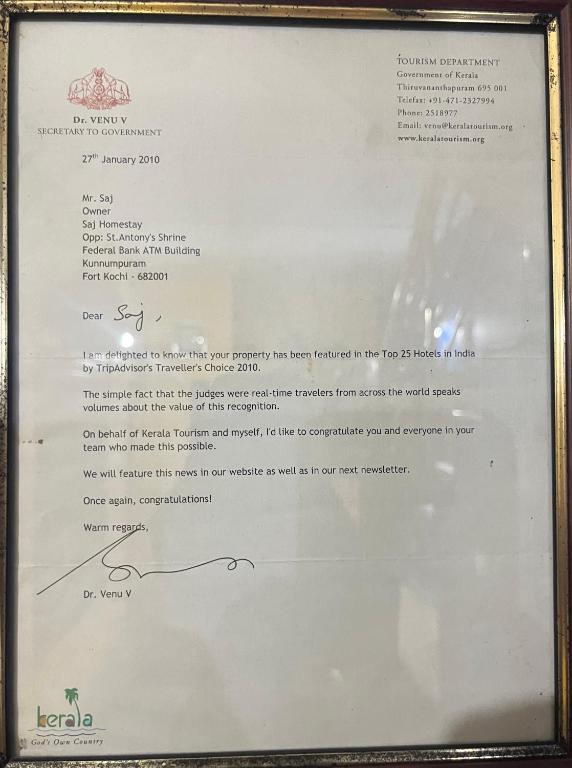 TOURISM DEPARTMENT
Government of Kerala
Thiruvananthapuram 695 001
Telefax: +91-471-2327994
Phone: 2518977
Email: venu@keralatourism.org
www.keralatourism.org
Dr. VENU V
SECRETARY TO GOVERNMENT
27th January 2010
Mr. Saj
Owner
Saj Homestay
Opp: St.Antony's Shrine
Federal Bank ATM Building
Kunnumpuram
Fort Kochi - 682001
Dear Saj,
I am delighted to know that your property has been featured in the Top 25 Hotels in India
by TripAdvisor's Traveller's Choice 2010.
The simple fact that the judges were real-time travelers from across the world speaks
volumes about the value of this recognition.
On behalf of Kerala Tourism and myself, I'd like to congratulate you and everyone in your
team who made this possible.
We will feature this news in our website as well as in our next newsletter.
Once again, congratulations!
Warm regards,
Dr. Venu V
kerala
God's Own Country